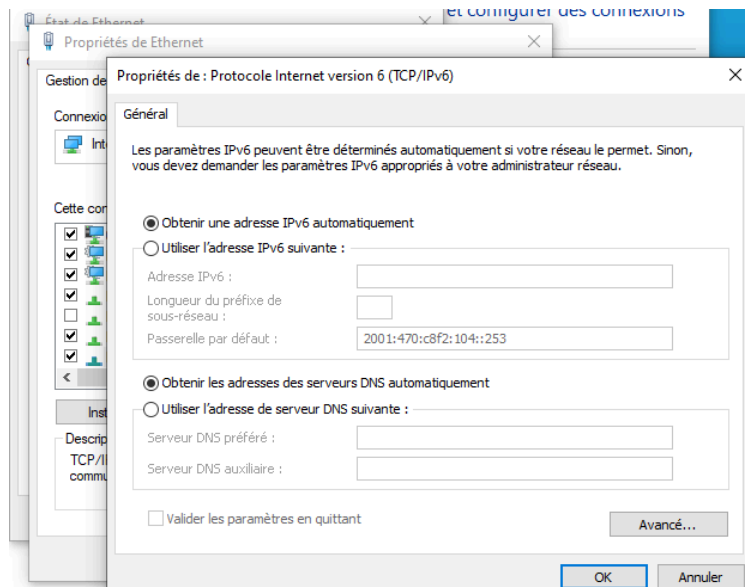 État de Ethernet
et configurer des connexions
Propriétés de Ethernet
Propriétés de : Protocole Internet version 6 (TCP/IPv6)
Gestion de
Général
Connexio
Int
Les paramètres IPv6 peuvent être déterminés automatiquement si votre réseau le permet. Sinon,
vous devez demander les paramètres IPv6 appropriés à votre administrateur réseau.
Cette con
Obtenir une adresse IPv6 automatiquement
Utiliser l'adresse IPv6 suivante :
Adresse IPv6 :
Longueur du préfixe de
sous-réseau :
Passerelle par défaut :
2001:470:c8f2:104::253
Obtenir les adresses des serveurs DNS automatiquement
Utiliser l'adresse de serveur DNS suivante :
Inst
Descrip
Serveur DNS préféré :
TCP/I
Serveur DNS auxiliaire :
commu
Valider les paramètres en quittant
Avancé...
OK
Annuler